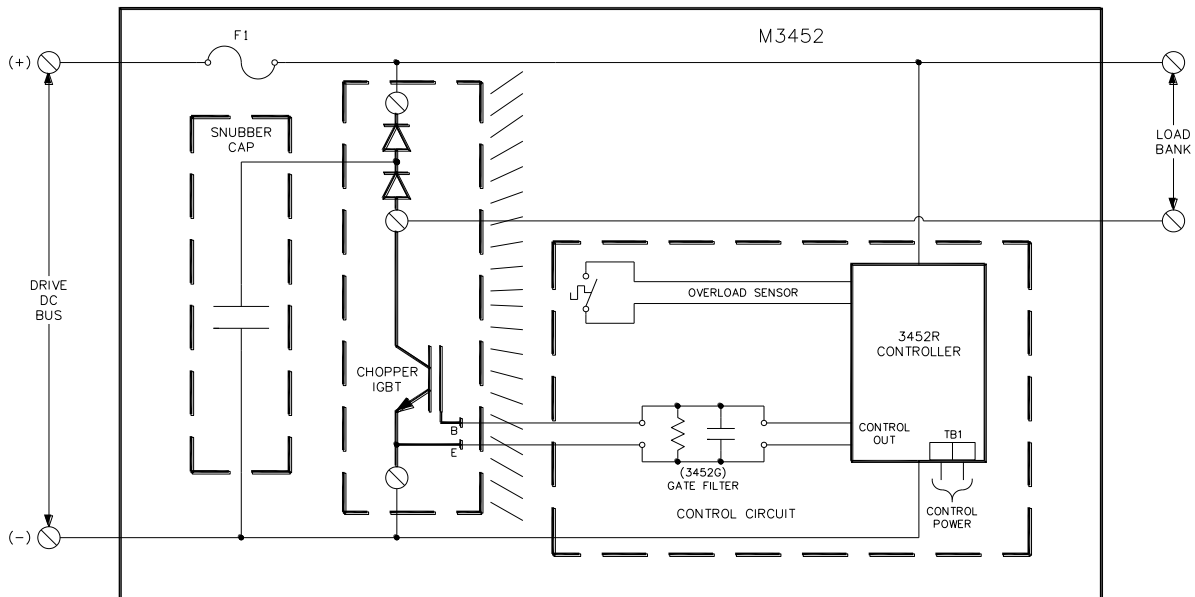 F1
M3452
(+)
SNUBBER
CAP
LOAD
BANK
DRIVE
DC
BUS
OVERLOAD SENSOR
3452R
CONTROLLER
CHOPPER
IGBT
B
E
CONTROL
OUT
TB1
(3452G)
GATE FILTER
CONTROL CIRCUIT
CONTROL
POWER
(-)